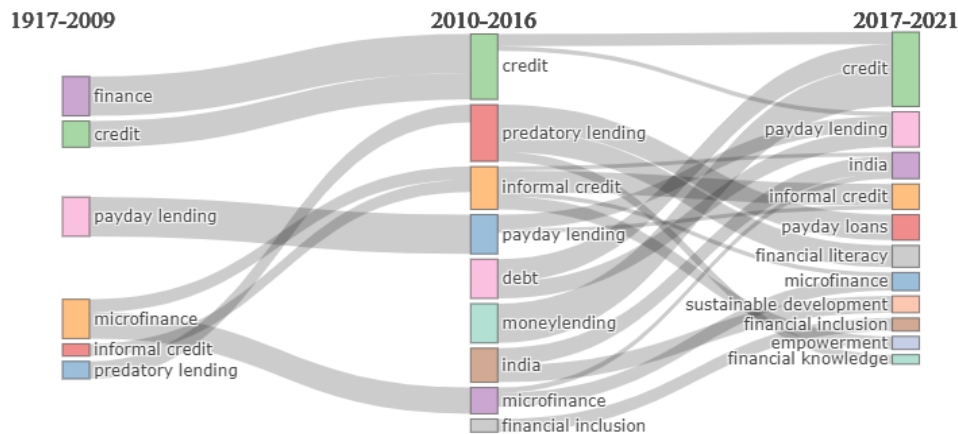 1917-2009
2010-2016
2017-2021
finance
credit
payday lending
microfinance
informal credit
predatory lending
credit
predatory lending
informal credit
payday lending
debt
moneylending
india
microfinance
financial inclusion
credit
payday lending
india
informal credit
payday loans
financial literacy
microfinance
sustainable development
financial inclusion
empowerment
financial knowledge